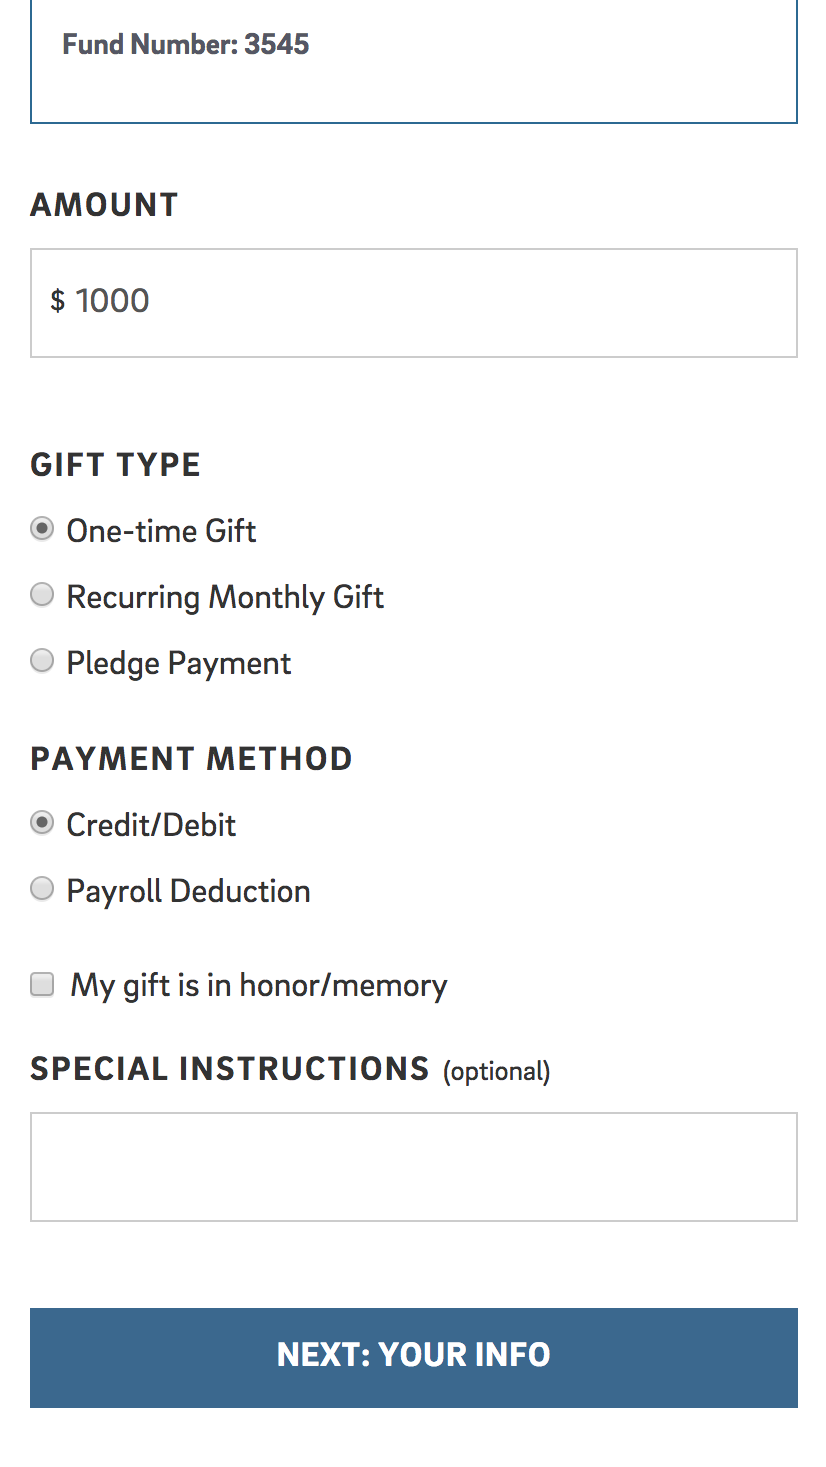 Fund Number: 3545
AMOUNT
$ 1000
GIFT TYPE
One-time Gift
Recurring Monthly Gift
Pledge Payment
PAYMENT METHOD
Credit/Debit
Payroll Deduction
My gift is in honor/memory
SPECIAL INSTRUCTIONS (optional)
NEXT: YOUR INFO